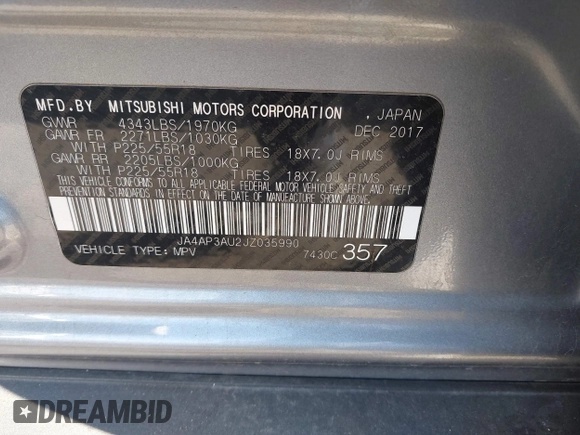 MFD.BY MITSUBISHI MOTORS CORPORATION . JAPAN
GVWR 4343LBS/1970KG DEC 2017
GAWR FR 2271LBS/1030KG
WITH P225/55R18 TIRES 18X7.0J RIMS
GAWR RR 2205LBS/1000KG
WITH P225/55R18 TIRES 18X7.0J RIMS
THIS VEHICLE CONFORMS TO ALL APPLICABLE FEDERAL MOTOR VEHICLE SAFETY AND THEFT
PREVENTION STANDARDS IN EFFECT ON THE DATE OF MANUFACTURE SHOWN ABOVE.
JA4AP3AU2JZ035990
VEHICLE TYPE: MPV 7430C 357
DREAMBID